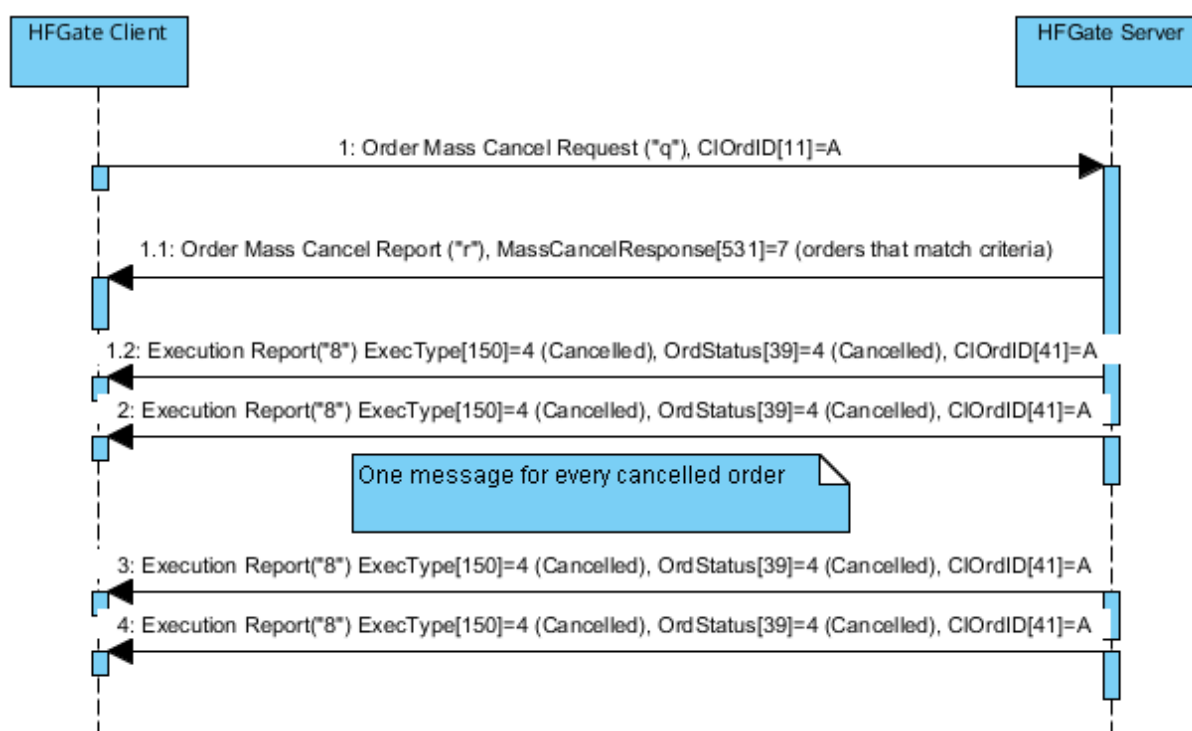 HFGate Client
HFGate Server
1: Order Mass Cancel Request ("q"), ClOrdID[11]=A
1.1: Order Mass Cancel Report ("r"), MassCancelResponse[531]=7 (orders that match criteria)
1.2: Execution Report("8") ExecType[150]=4 (Cancelled), OrdStatus[39]=4 (Cancelled), ClOrdID[41]=A
2: Execution Report("8") ExecType[150]=4 (Cancelled), OrdStatus[39]=4 (Cancelled), ClOrdID[41]=A
One message for every cancelled order
3: Execution Report("8") ExecType[150]=4 (Cancelled), OrdStatus[39]=4 (Cancelled), ClOrdID[41]=A
4: Execution Report("8") ExecType[150]=4 (Cancelled), OrdStatus[39]=4 (Cancelled), ClOrdID[41]=A